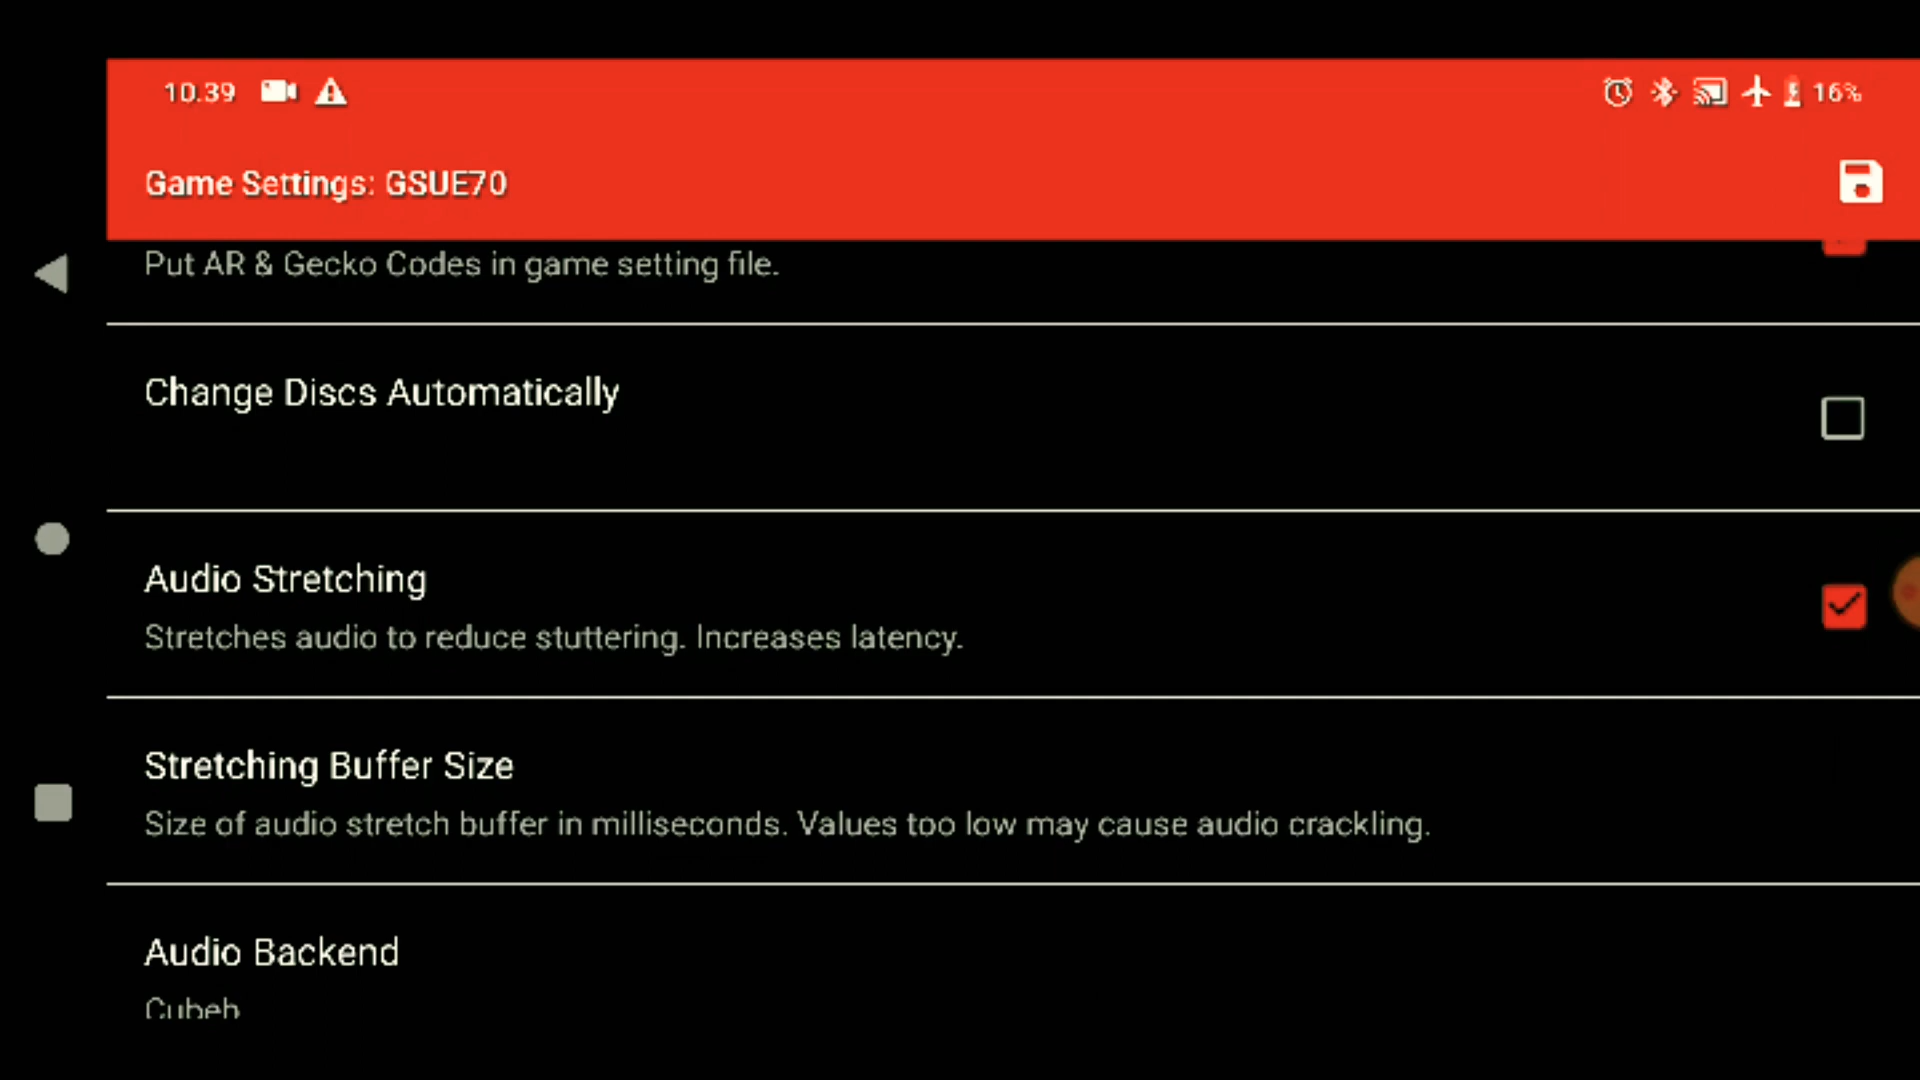 10.39
16%
Game Settings: GSUE70
Put AR & Gecko Codes in game setting file.
Change Discs Automatically
Audio Stretching
Stretches audio to reduce stuttering. Increases latency.
Stretching Buffer Size
Size of audio stretch buffer in milliseconds. Values too low may cause audio crackling.
Audio Backend
Cubeb